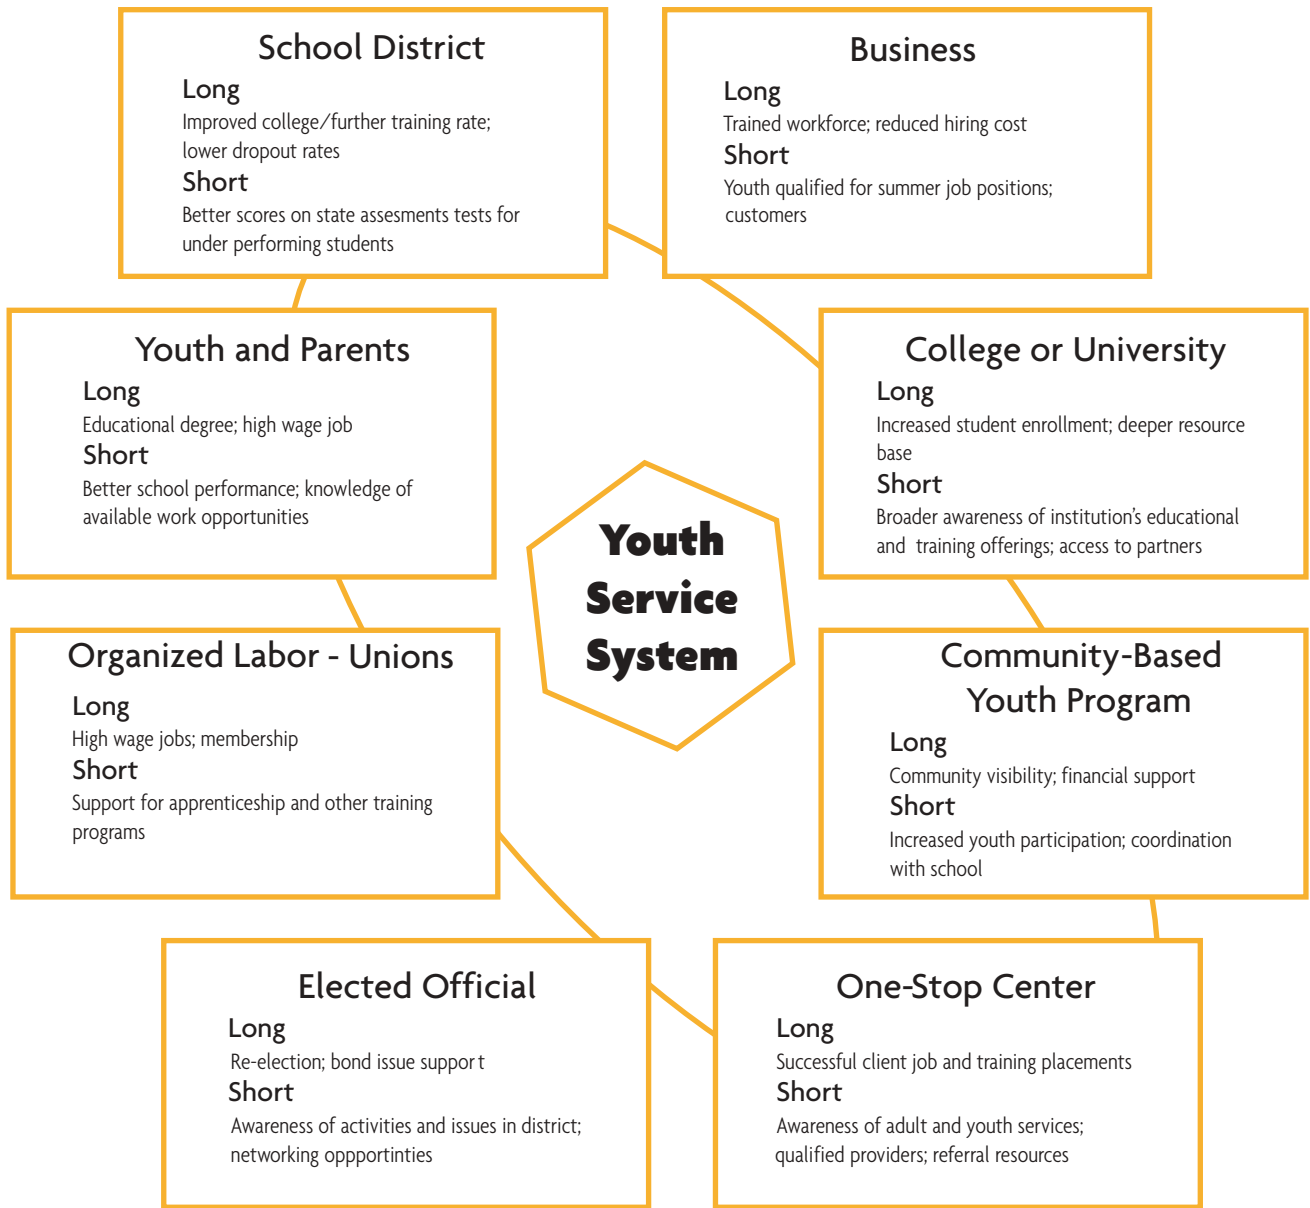 School District
Long
Improved college/further training rate;
lower dropout rates
Short
Better scores on state assesments tests for
under performing students
Business
Long
Trained workforce; reduced hiring cost
Short
Youth qualified for summer job positions;
customers
Youth and Parents
Long
Educational degree; high wage job
Short
Better school performance; knowledge of
available work opportunities
College or University
Long
Increased student enrollment; deeper resource
base
Short
Broader awareness of institution's educational
and training offerings; access to partners
Youth
Service
System
Organized Labor - Unions
Long
High wage jobs; membership
Short
Support for apprenticeship and other training
programs
Community-Based
Youth Program
Long
Community visibility; financial support
Short
Increased youth participation; coordination
with school
Elected Official
Long
Re-election; bond issue support
Short
Awareness of activities and issues in district;
networking oppportinties
One-Stop Center
Long
Successful client job and training placements
Short
Awareness of adult and youth services;
qualified providers; referral resources